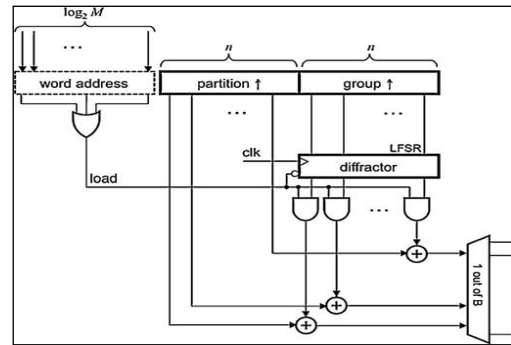 log₂ M
n n
...
word address partition ↑ group ↑
... ...
LFSR
clk diffractor
load
...
+
1 out of B
+
+